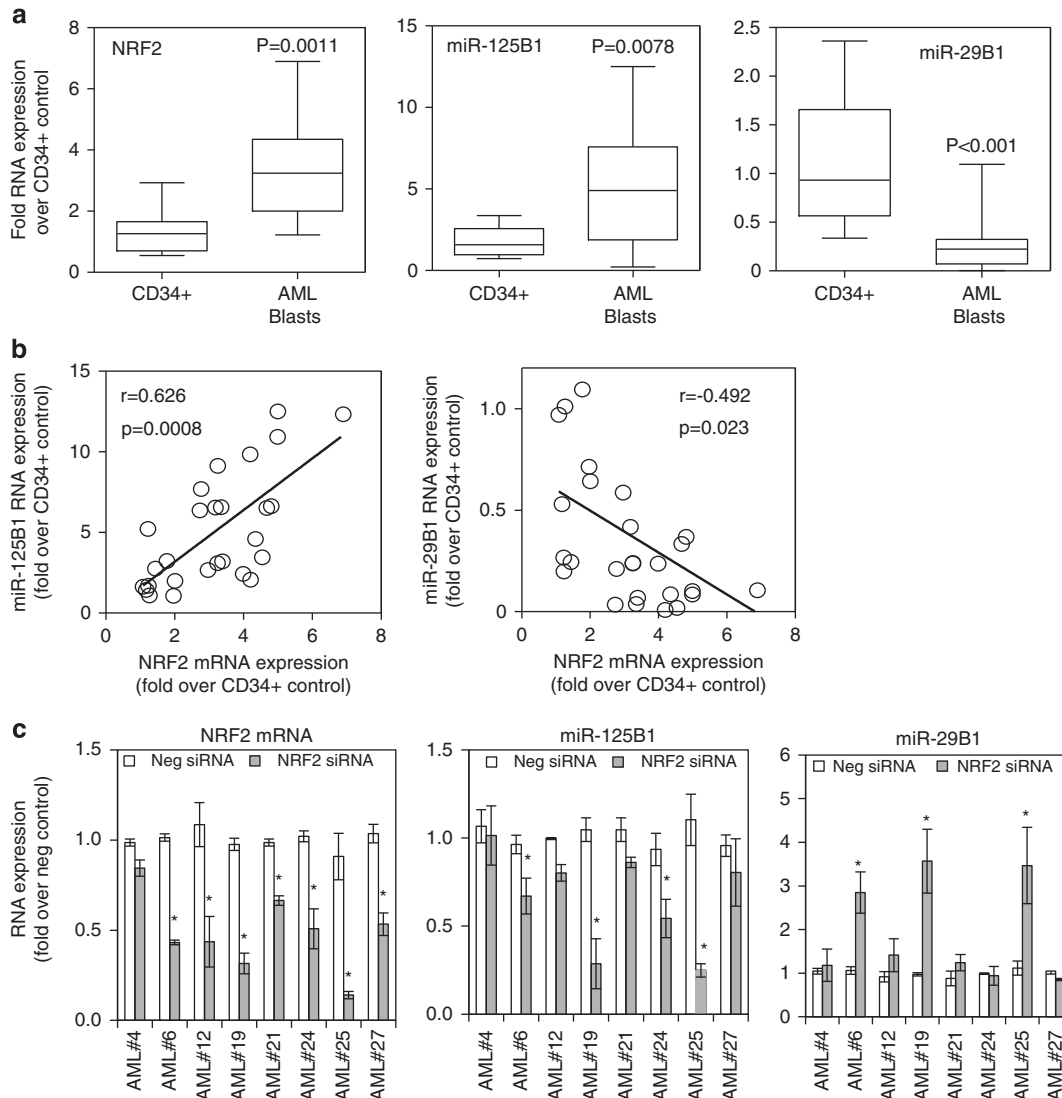 a
Fold RNA expression
over CD34+ control
8
6
4
2
0
NRF2
P=0.0011
CD34+
AML
Blasts
15
10
5
0
miR-125B1
P=0.0078
CD34+
AML
Blasts
2.5
2.0
1.5
1.0
0.5
0.0
miR-29B1
P<0.001
CD34+
AML
Blasts
b
miR-125B1 RNA expression
(fold over CD34+ control)
15
10
5
0
r=0.626
p=0.0008
0
2
4
6
8
NRF2 mRNA expression
(fold over CD34+ control)
miR-29B1 RNA expression
(fold over CD34+ control)
1.0
0.5
0
r=-0.492
p=0.023
0
2
4
6
8
NRF2 mRNA expression
(fold over CD34+ control)
c
RNA expression
(fold over neg control)
NRF2 mRNA
1.5
1.0
0.5
0.0
Neg siRNA
NRF2 siRNA
* * * * * * *
AML#4
AML#6
AML#12
AML#19
AML#21
AML#24
AML#25
AML#27
miR-125B1
1.5
1.0
0.5
0.0
Neg siRNA
NRF2 siRNA
* * * *
AML#4
AML#6
AML#12
AML#19
AML#21
AML#24
AML#25
AML#27
miR-29B1
6
5
4
3
2
1
0
Neg siRNA
NRF2 siRNA
* * *
AML#4
AML#6
AML#12
AML#19
AML#21
AML#24
AML#25
AML#27